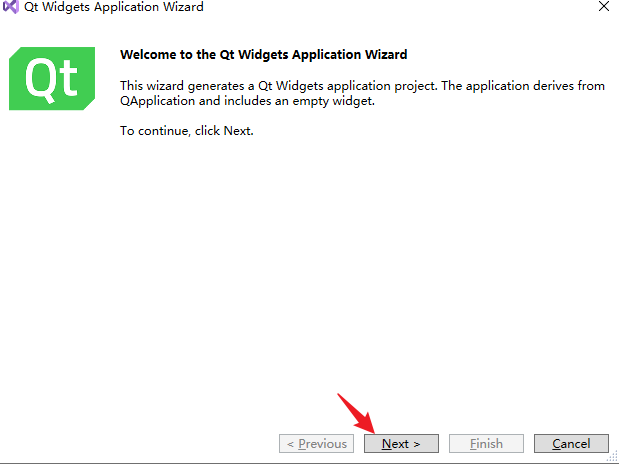 Qt Widgets Application Wizard
Qt
Welcome to the Qt Widgets Application Wizard
This wizard generates a Qt Widgets application project. The application derives from
QApplication and includes an empty widget.
To continue, click Next.
< Previous
Next >
Finish
Cancel